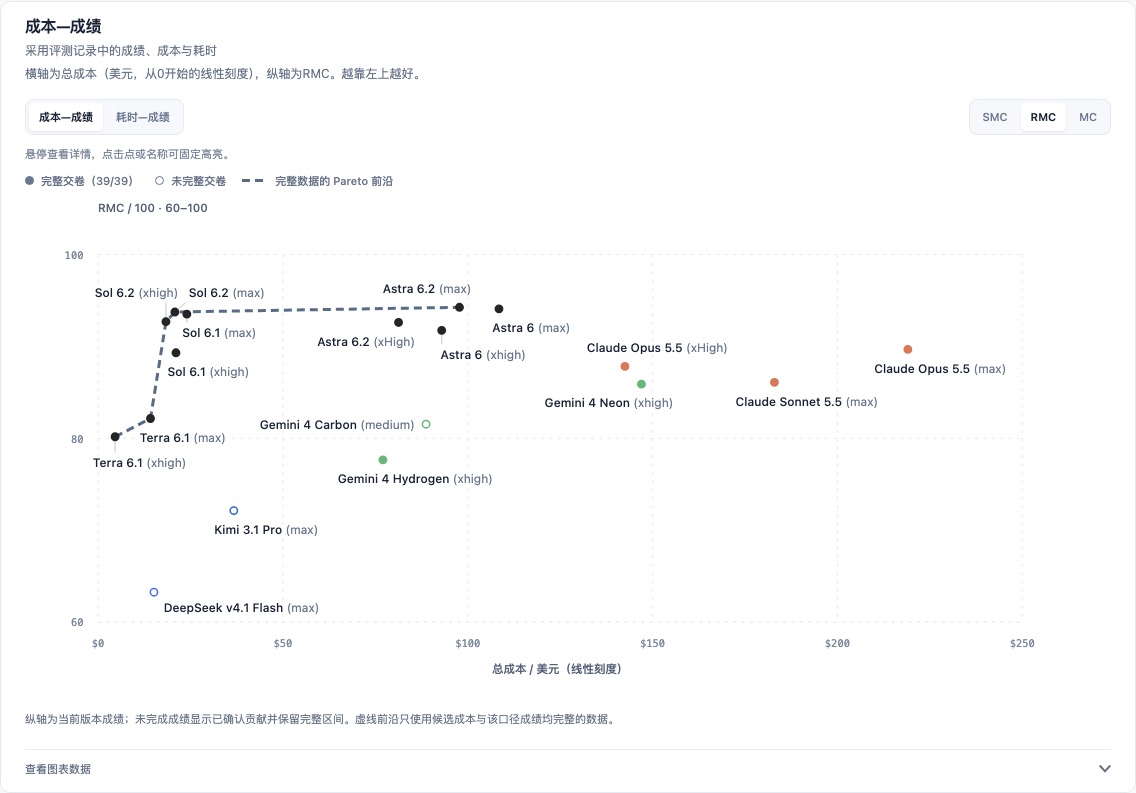 成本—成绩
采用评测记录中的成绩、成本与耗时
横轴为总成本（美元，从0开始的线性刻度），纵轴为RMC。越靠左上越好。
成本—成绩 耗时—成绩 SMC RMC MC
悬停查看详情，点击点或名称可固定高亮。
完整交卷（39/39） 未完整交卷 完整数据的 Pareto 前沿
RMC / 100 · 60–100
100
Sol 6.2 (xhigh) Sol 6.2 (max) Astra 6.2 (max)
Sol 6.1 (max) Astra 6 (max)
Astra 6.2 (xHigh) Claude Opus 5.5 (xHigh)
Astra 6 (xhigh)
Sol 6.1 (xhigh) Claude Opus 5.5 (max)
Gemini 4 Neon (xhigh) Claude Sonnet 5.5 (max)
Gemini 4 Carbon (medium)
80 Terra 6.1 (max)
Terra 6.1 (xhigh)
Gemini 4 Hydrogen (xhigh)
Kimi 3.1 Pro (max)
DeepSeek v4.1 Flash (max)
60
$0 $50 $100 $150 $200 $250
总成本 / 美元（线性刻度）
纵轴为当前版本成绩；未完成成绩显示已确认贡献并保留完整区间。虚线前沿只使用候选成本与该口径成绩均完整的数据。
查看图表数据